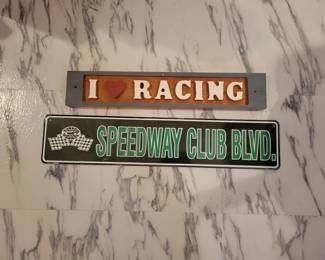 I ❤ RACING
SPEEDWAY CLUB BLVD.